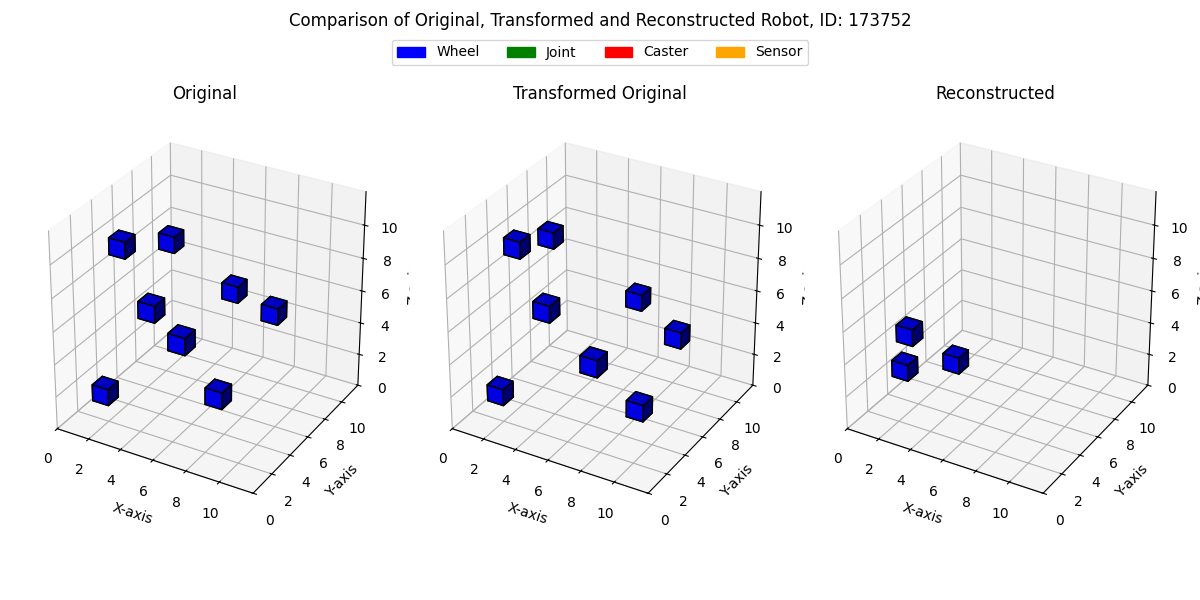 Comparison of Original, Transformed and Reconstructed Robot, ID: 173752
Wheel Joint Caster Sensor
Original Transformed Original Reconstructed
0 2 4 6 8 10
X-axis
0 2 4 6 8 10
Y-axis
0 2 4 6 8 10
0 2 4 6 8 10
X-axis
0 2 4 6 8 10
Y-axis
0 2 4 6 8 10
0 2 4 6 8 10
X-axis
0 2 4 6 8 10
Y-axis
0 2 4 6 8 10